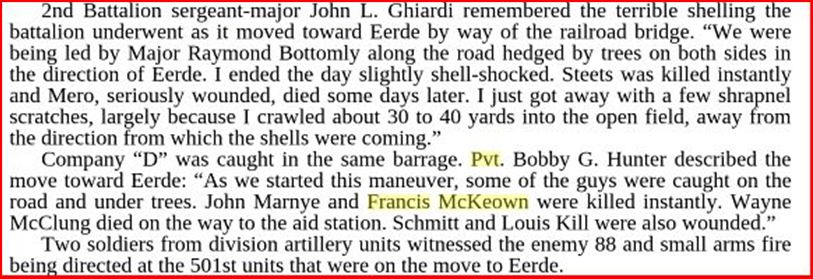 2nd Battalion sergeant-major John L. Ghiardi remembered the terrible shelling the
battalion underwent as it moved toward Eerde by way of the railroad bridge. “We were
being led by Major Raymond Bottomly along the road hedged by trees on both sides in
the direction of Eerde. I ended the day slightly shell-shocked. Steets was killed instantly
and Mero, seriously wounded, died some days later. I just got away with a few shrapnel
scratches, largely because I crawled about 30 to 40 yards into the open field, away from
the direction from which the shells were coming.”
Company “D” was caught in the same barrage. Pvt. Bobby G. Hunter described the
move toward Eerde: “As we started this maneuver, some of the guys were caught on the
road and under trees. John Marnye and Francis McKeown were killed instantly. Wayne
McClung died on the way to the aid station. Schmitt and Louis Kill were also wounded.”
Two soldiers from division artillery units witnessed the enemy 88 and small arms fire
being directed at the 501st units that were on the move to Eerde.